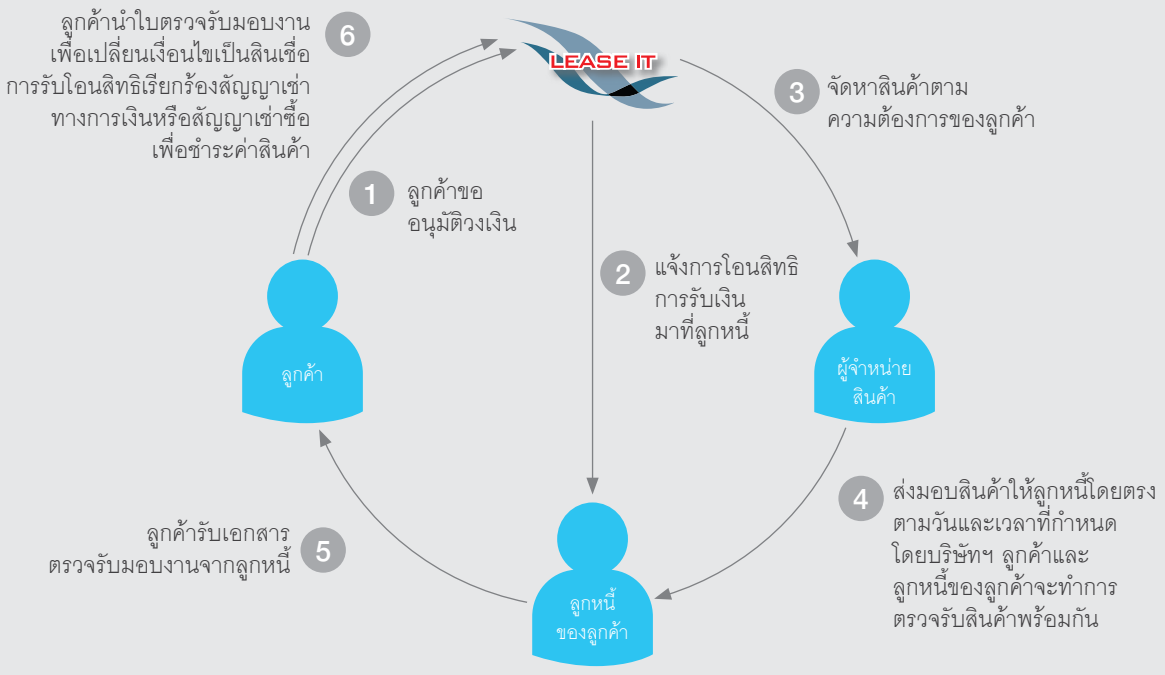 LEASE IT
6
ลูกค้านำใบตรวจรับมอบงาน
เพื่อเปลี่ยนเงื่อนไขเป็นสินเชื่อ
การรับโอนสิทธิเรียกร้องสัญญาเช่า
ทางการเงินหรือสัญญาเช่าซื้อ
เพื่อชำระค่าสินค้า
3
จัดหาสินค้าตาม
ความต้องการของลูกค้า
1
ลูกค้าขอ
อนุมัติวงเงิน
2
แจ้งการโอนสิทธิ
การรับเงิน
มาที่ลูกหนี้
ลูกค้า
ผู้จำหน่าย
สินค้า
4
ส่งมอบสินค้าให้ลูกหนี้โดยตรง
ตามวันและเวลาที่กำหนด
โดยบริษัทฯ ลูกค้าและ
ลูกหนี้ของลูกค้าจะทำการ
ตรวจรับสินค้าพร้อมกัน
5
ลูกค้ารับเอกสาร
ตรวจรับมอบงานจากลูกหนี้
ลูกหนี้
ของลูกค้า